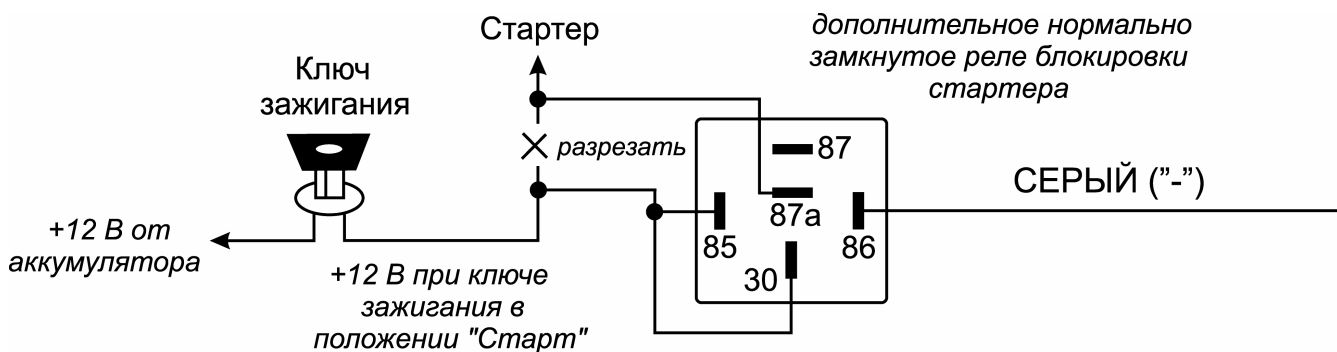 Стартер
дополнительное нормально
замкнутое реле блокировки
стартера
Ключ
зажигания
разрезать
87
СЕРЫЙ ("-")
87а
85
86
30
+12 В от
аккумулятора
+12 В при ключе
зажигания в
положении "Старт"